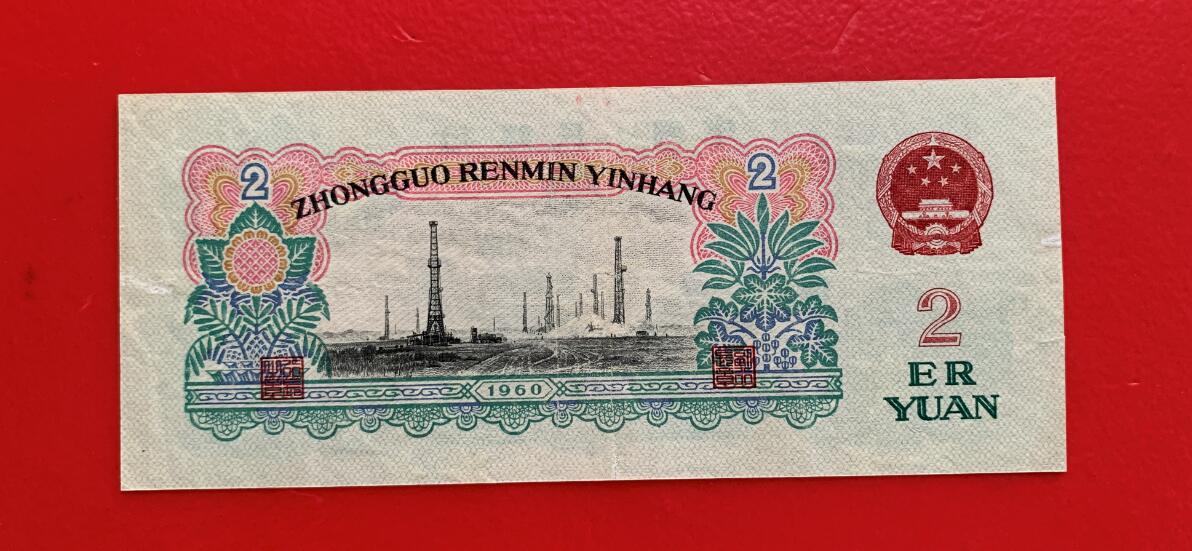 2
2
ZHONGGUO RENMIN YINHANG
2
ER
YUAN
1960